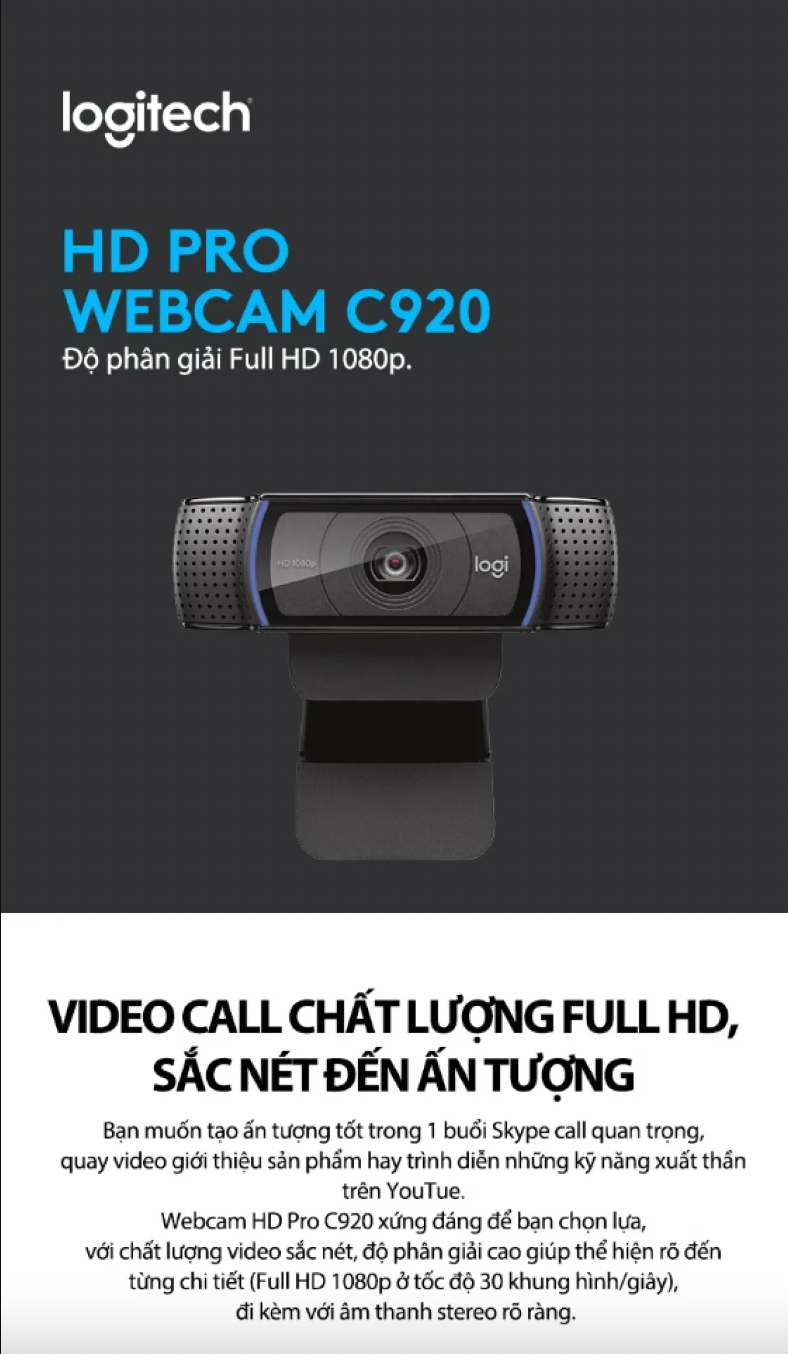 logitech
HD PRO
WEBCAM C920
Độ phân giải Full HD 1080p.
HD 1080p
logi
VIDEO CALL CHẤT LƯỢNG FULL HD,
SẮC NÉT ĐẾN ẤN TƯỢNG
Bạn muốn tạo ấn tượng tốt trong 1 buổi Skype call quan trọng,
quay video giới thiệu sản phẩm hay trình diễn những kỹ năng xuất thần
trên YouTue.
Webcam HD Pro C920 xứng đáng để bạn chọn lựa,
với chất lượng video sắc nét, độ phân giải cao giúp thể hiện rõ đến
từng chi tiết (Full HD 1080p ở tốc độ 30 khung hình/giây),
đi kèm với âm thanh stereo rõ ràng.